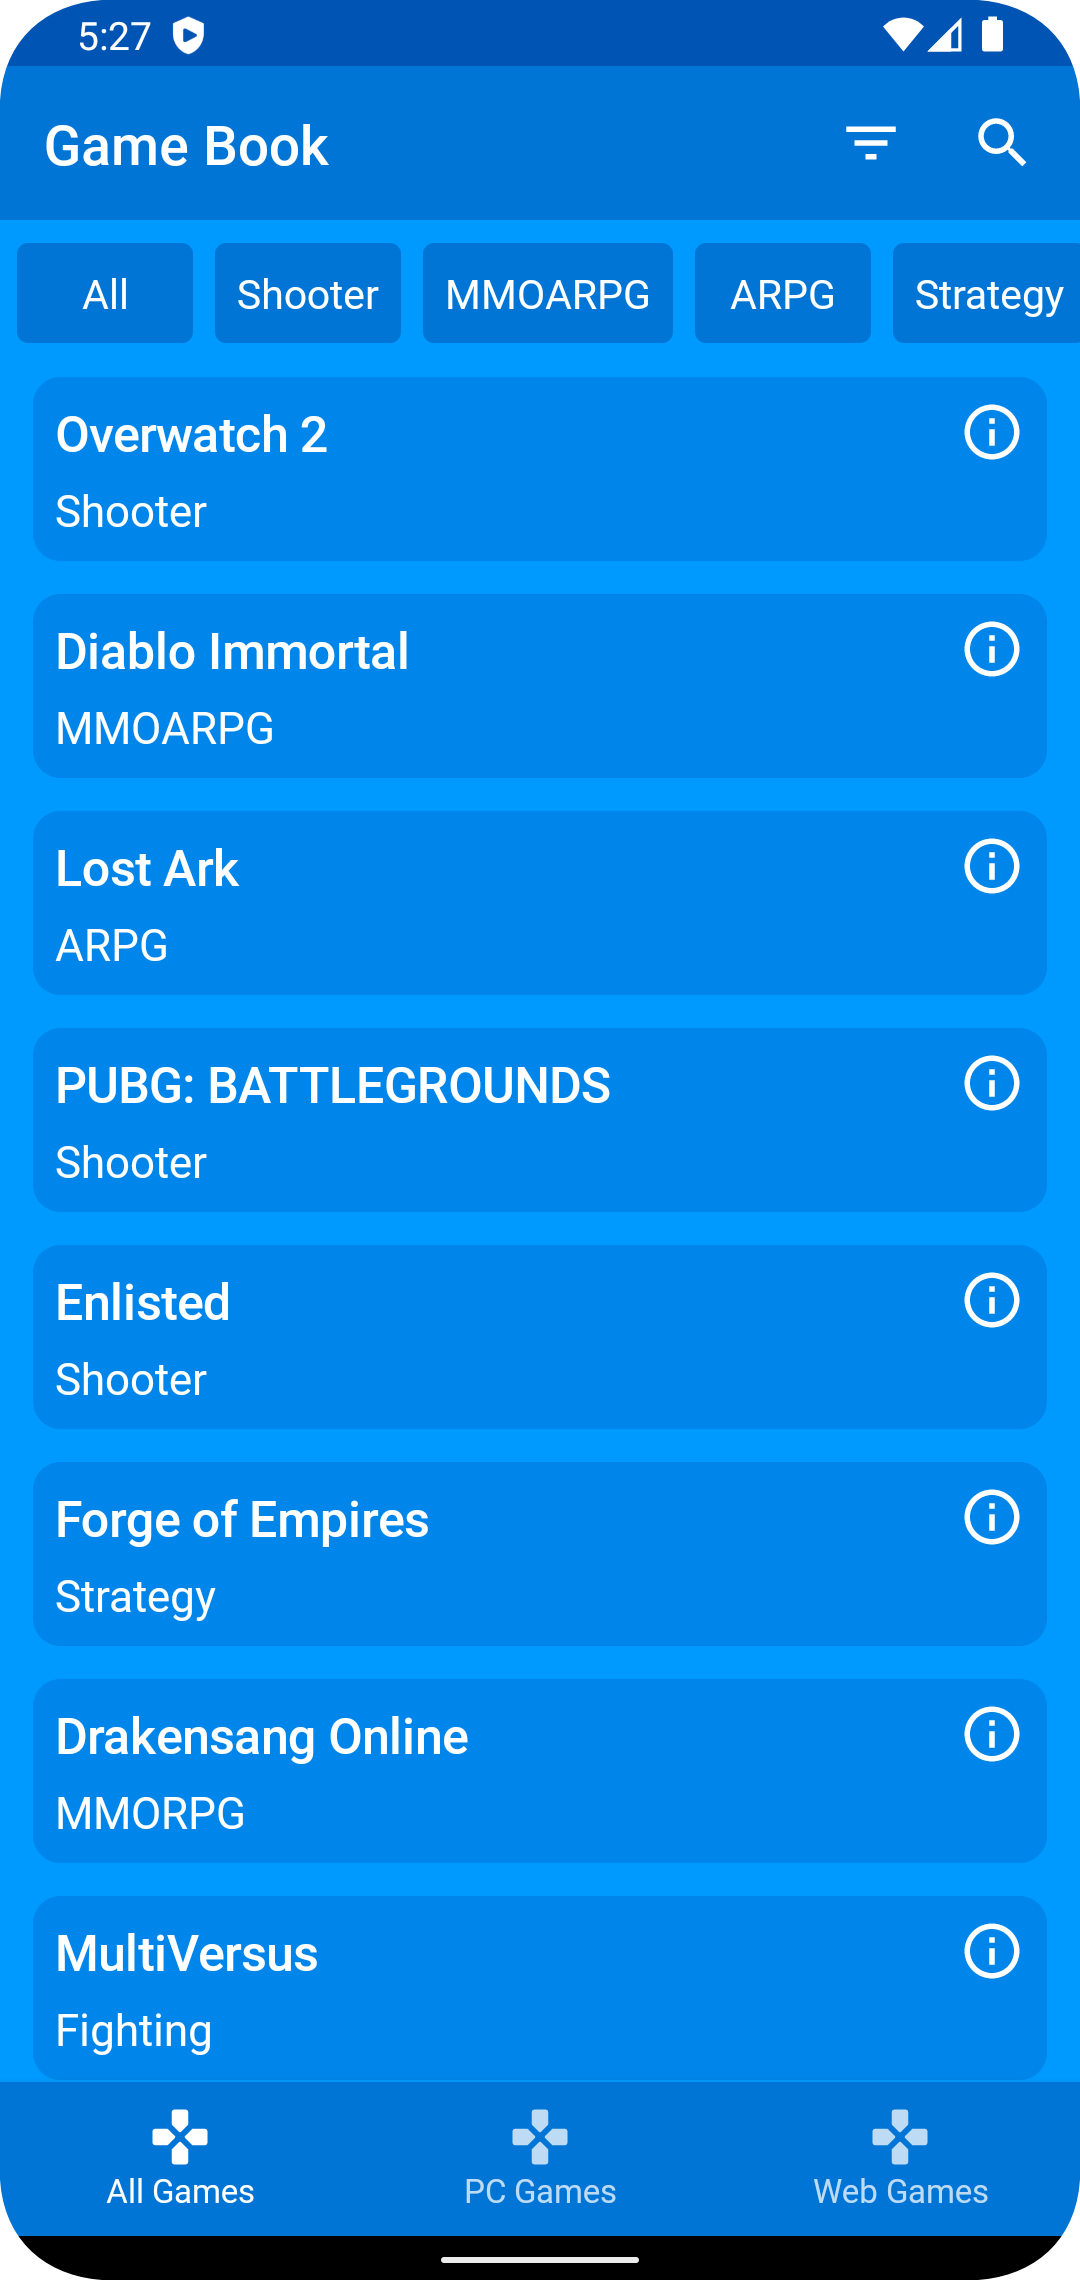 5:27
Game Book
All Shooter MMOARPG ARPG Strategy
Overwatch 2
Shooter
Diablo Immortal
MMOARPG
Lost Ark
ARPG
PUBG: BATTLEGROUNDS
Shooter
Enlisted
Shooter
Forge of Empires
Strategy
Drakensang Online
MMORPG
MultiVersus
Fighting
All Games PC Games Web Games